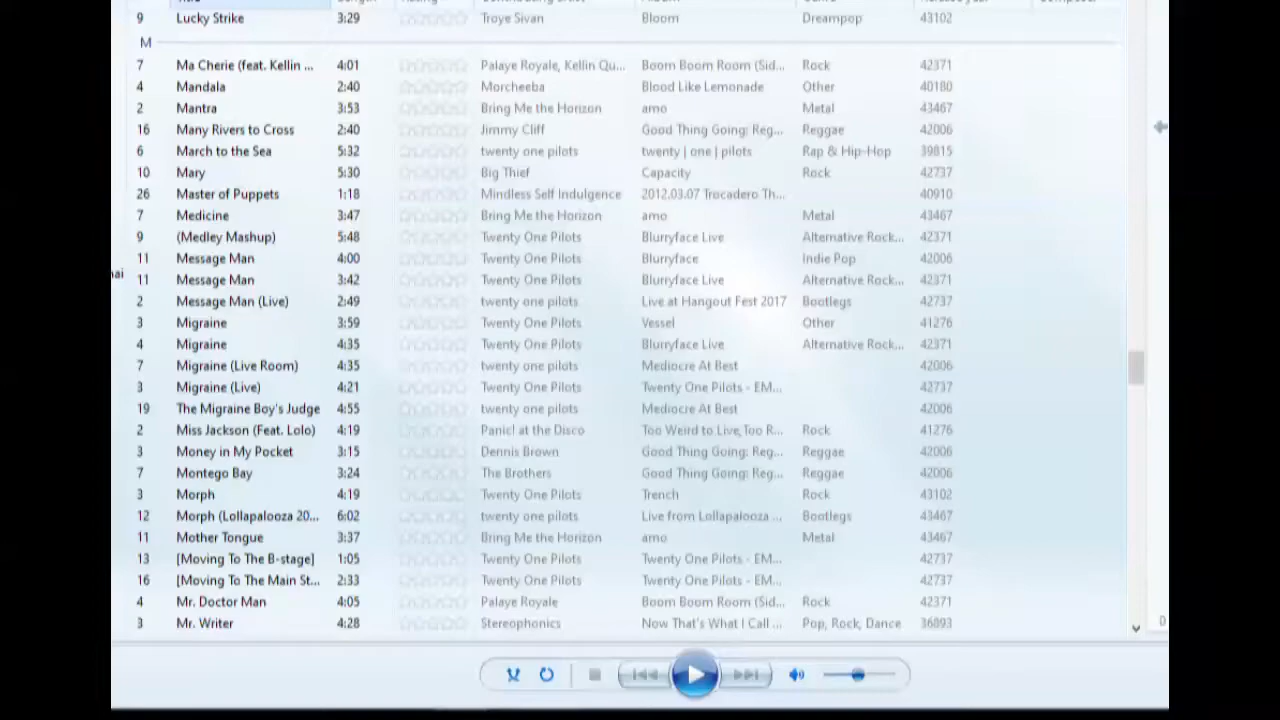 9 Lucky Strike 3:29 Troye Sivan Bloom Dreampop 43102
M
7 Ma Cherie (feat. Kellin ... 4:01 Palaye Royale, Kellin Qu... Boom Boom Room (Sid... Rock 42371
4 Mandala 2:40 Morcheeba Blood Like Lemonade Other 40180
2 Mantra 3:53 Bring Me the Horizon amo Metal 43467
16 Many Rivers to Cross 2:40 Jimmy Cliff Good Thing Going: Reg... Reggae 42006
6 March to the Sea 5:32 twenty one pilots twenty | one | pilots Rap & Hip-Hop 39815
10 Mary 5:30 Big Thief Capacity Rock 42737
26 Master of Puppets 1:18 Mindless Self Indulgence 2012.03.07 Trocadero Th... 40910
7 Medicine 3:47 Bring Me the Horizon amo Metal 43467
9 (Medley Mashup) 5:48 Twenty One Pilots Blurryface Live Alternative Rock... 42371
11 Message Man 4:00 Twenty One Pilots Blurryface Indie Pop 42006
11 Message Man 3:42 Twenty One Pilots Blurryface Live Alternative Rock... 42371
2 Message Man (Live) 2:49 twenty one pilots Live at Hangout Fest 2017 Bootlegs 42737
3 Migraine 3:59 Twenty One Pilots Vessel Other 41276
4 Migraine 4:35 Twenty One Pilots Blurryface Live Alternative Rock... 42371
7 Migraine (Live Room) 4:35 twenty one pilots Mediocre At Best 42006
3 Migraine (Live) 4:21 Twenty One Pilots Twenty One Pilots - EM... 42737
19 The Migraine Boy's Judge 4:55 twenty one pilots Mediocre At Best 42006
2 Miss Jackson (Feat. Lolo) 4:19 Panic! at the Disco Too Weird to Live, Too R... Rock 41276
3 Money in My Pocket 3:15 Dennis Brown Good Thing Going: Reg... Reggae 42006
7 Montego Bay 3:24 The Brothers Good Thing Going: Reg... Reggae 42006
3 Morph 4:19 Twenty One Pilots Trench Rock 43102
12 Morph (Lollapalooza 20... 6:02 twenty one pilots Live from Lollapalooza ... Bootlegs 43467
11 Mother Tongue 3:37 Bring Me the Horizon amo Metal 43467
13 [Moving To The B-stage] 1:05 Twenty One Pilots Twenty One Pilots - EM... 42737
16 [Moving To The Main St... 2:33 Twenty One Pilots Twenty One Pilots - EM... 42737
4 Mr. Doctor Man 4:05 Palaye Royale Boom Boom Room (Sid... Rock 42371
3 Mr. Writer 4:28 Stereophonics Now That's What I Call ... Pop, Rock, Dance 36893